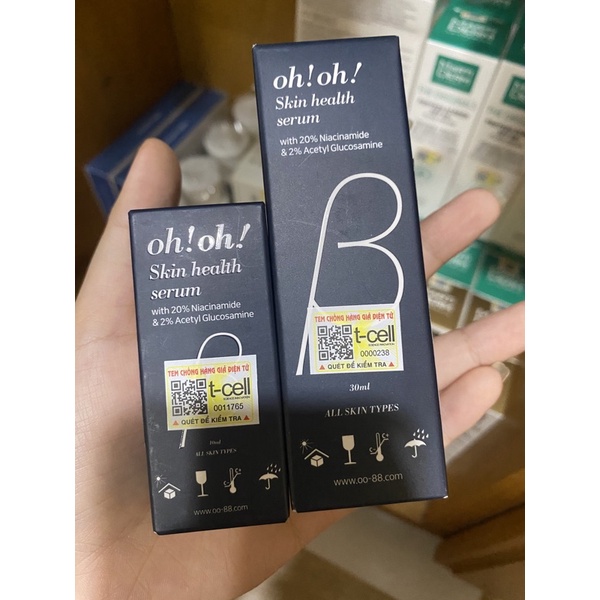 oh!oh!
Skin health
serum
with 20% Niacinamide
& 2% Acetyl Glucosamine
TEM CHỐNG HÀNG GIẢ ĐIỆN TỬ
t-cell
0011765
QUÉT ĐỂ KIỂM TRA
10ml
ALL SKIN TYPES
www.oo-88.com
oh!oh!
Skin health
serum
with 20% Niacinamide
& 2% Acetyl Glucosamine
TEM CHỐNG HÀNG GIẢ ĐIỆN TỬ
t-cell
0000238
QUÉT ĐỂ KIỂM TRA
30ml
ALL SKIN TYPES
www.oo-88.com